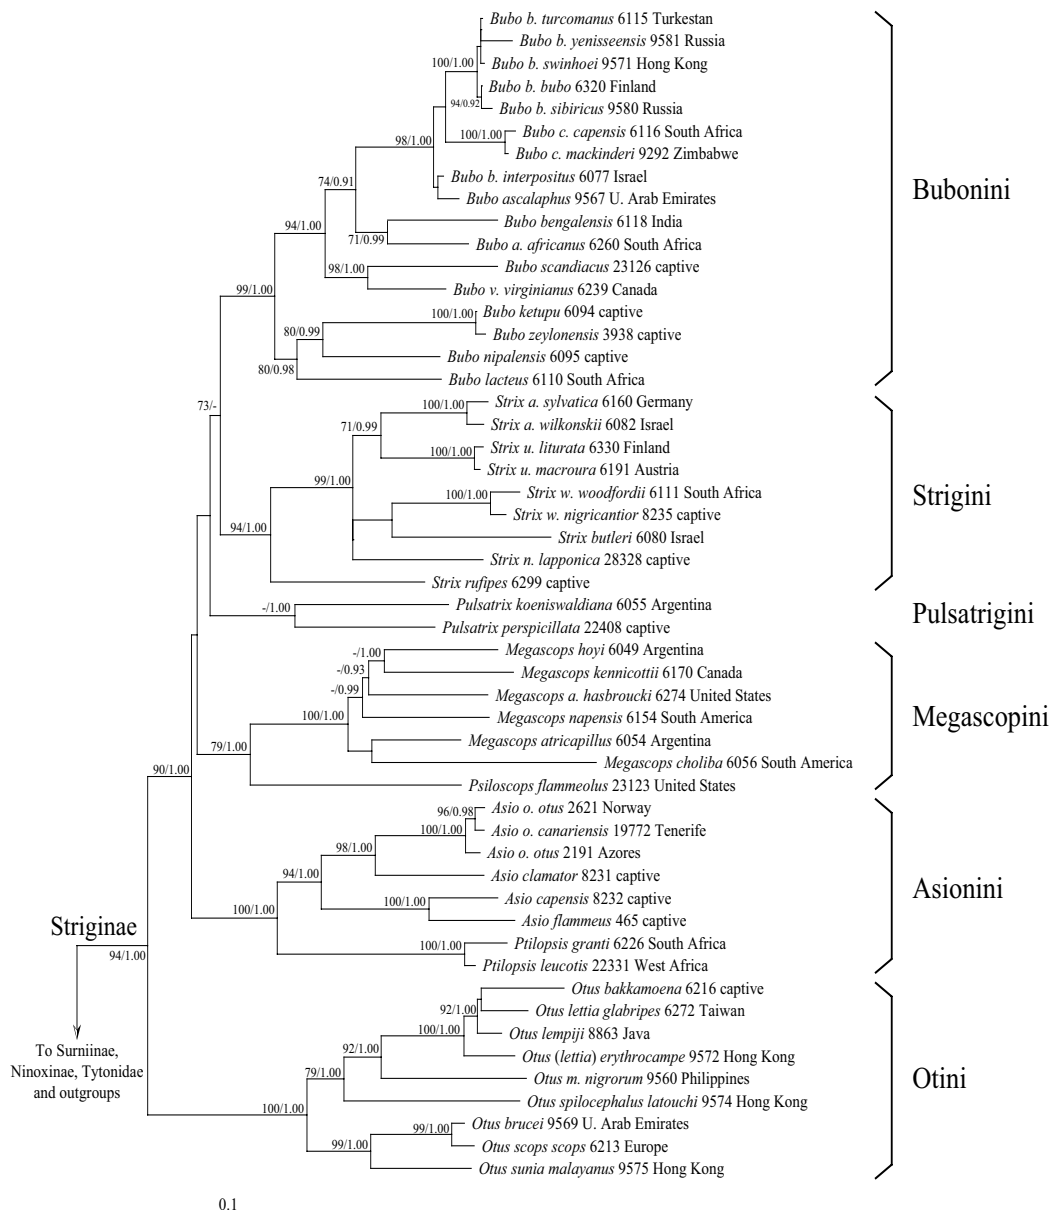 Bubo b. turcomanus 6115 Turkestan
Bubo b. yenisseensis 9581 Russia
100/1.00
Bubo b. swinhoei 9571 Hong Kong
Bubo b. bubo 6320 Finland
94/0.92
Bubo b. sibiricus 9580 Russia
Bubo c. capensis 6116 South Africa
98/1.00
100/1.00
Bubo c. mackinderi 9292 Zimbabwe
Bubo b. interpositus 6077 Israel
74/0.91
Bubo ascalaphus 9567 U. Arab Emirates
Bubonini
Bubo bengalensis 6118 India
94/1.00
71/0.99
Bubo a. africanus 6260 South Africa
Bubo scandiacus 23126 captive
98/1.00
Bubo v. virginianus 6239 Canada
99/1.00
Bubo ketupu 6094 captive
100/1.00
Bubo zeylonensis 3938 captive
80/0.99
Bubo nipalensis 6095 captive
80/0.98
Bubo lacteus 6110 South Africa
73/-
Strix a. sylvatica 6160 Germany
100/1.00
Strix a. wilkonskii 6082 Israel
71/0.99
Strix u. liturata 6330 Finland
100/1.00
Strix u. macroura 6191 Austria
99/1.00
Strix w. woodfordii 6111 South Africa
100/1.00
Strigini
Strix w. nigricantior 8235 captive
94/1.00
Strix butleri 6080 Israel
Strix n. lapponica 28328 captive
Strix rufipes 6299 captive
Pulsatrix koeniswaldiana 6055 Argentina
-/1.00
Pulsatrigini
Pulsatrix perspicillata 22408 captive
Megascops hoyi 6049 Argentina
-/1.00
Megascops kennicottii 6170 Canada
-/0.93
Megascops a. hasbroucki 6274 United States
-/0.99
Megascops napensis 6154 South America
100/1.00
Megascopini
Megascops atricapillus 6054 Argentina
79/1.00
Megascops choliba 6056 South America
90/1.00
Psiloscops flammeolus 23123 United States
Asio o. otus 2621 Norway
96/0.98
Asio o. canariensis 19772 Tenerife
100/1.00
Asio o. otus 2191 Azores
98/1.00
Asio clamator 8231 captive
94/1.00
Asionini
Asio capensis 8232 captive
100/1.00
Asio flammeus 465 captive
100/1.00
Striginae
Ptilopsis granti 6226 South Africa
100/1.00
94/1.00
Ptilopsis leucotis 22331 West Africa
Otus bakkamoena 6216 captive
92/1.00
Otus lettia glabripes 6272 Taiwan
100/1.00
Otus lempiji 8863 Java
To Surniinae,
Ninoxinae, Tytonidae
and outgroups
92/1.00
Otus (lettia) erythrocampe 9572 Hong Kong
79/1.00
Otus m. nigrorum 9560 Philippines
Otini
Otus spilocephalus latouchi 9574 Hong Kong
100/1.00
Otus brucei 9569 U. Arab Emirates
99/1.00
Otus scops scops 6213 Europe
99/1.00
Otus sunia malayanus 9575 Hong Kong
0.1